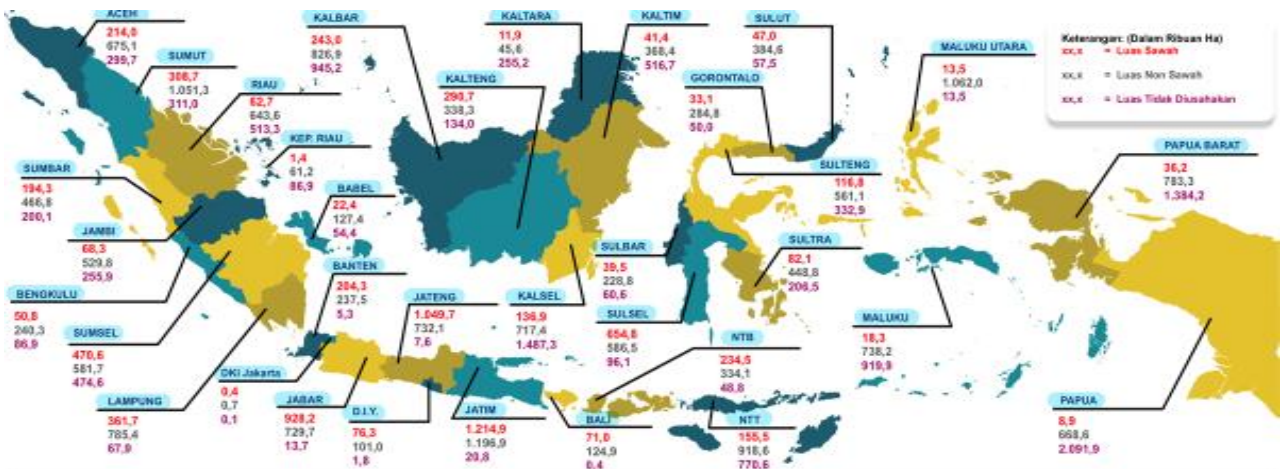 ACEH
214,0
675,1
299,7
SUMUT
308,7
1.051,3
311,0
RIAU
62,7
643,6
513,3
KEP. RIAU
1,4
61,2
86,9
SUMBAR
194,3
466,8
200,1
BABEL
22,4
127,4
54,4
JAMBI
68,3
529,8
255,9
BENGKULU
50,8
240,3
86,9
SUMSEL
470,6
581,7
474,6
LAMPUNG
361,7
785,4
67,9
BANTEN
204,3
237,5
5,3
DKI Jakarta
0,4
0,7
0,1
JABAR
928,2
729,7
13,7
JATENG
1.049,7
732,1
7,6
D.I.Y.
76,3
101,0
1,8
JATIM
1.214,9
1.196,9
20,8
BALI
71,0
124,9
0,4
NTB
234,5
334,1
48,8
NTT
155,5
918,6
770,6
KALBAR
243,0
826,9
945,2
KALTENG
290,7
338,3
134,0
KALTARA
11,9
45,6
255,2
KALTIM
41,4
368,4
516,7
KALSEL
136,9
717,4
1.487,3
SULUT
47,0
384,6
57,5
GORONTALO
33,1
284,8
50,0
SULTENG
116,8
561,1
332,9
SULBAR
39,5
228,8
60,6
SULSEL
654,8
586,5
96,1
SULTRA
82,1
448,8
206,5
MALUKU UTARA
13,5
1.062,0
13,5
MALUKU
18,3
738,2
919,9
PAPUA BARAT
36,2
783,3
1.384,2
PAPUA
8,9
668,6
2.091,9
Keterangan: (Dalam Ribuan Ha)
xx,x = Luas Sawah
xx,x = Luas Non Sawah
xx,x = Luas Tidak Diusahakan